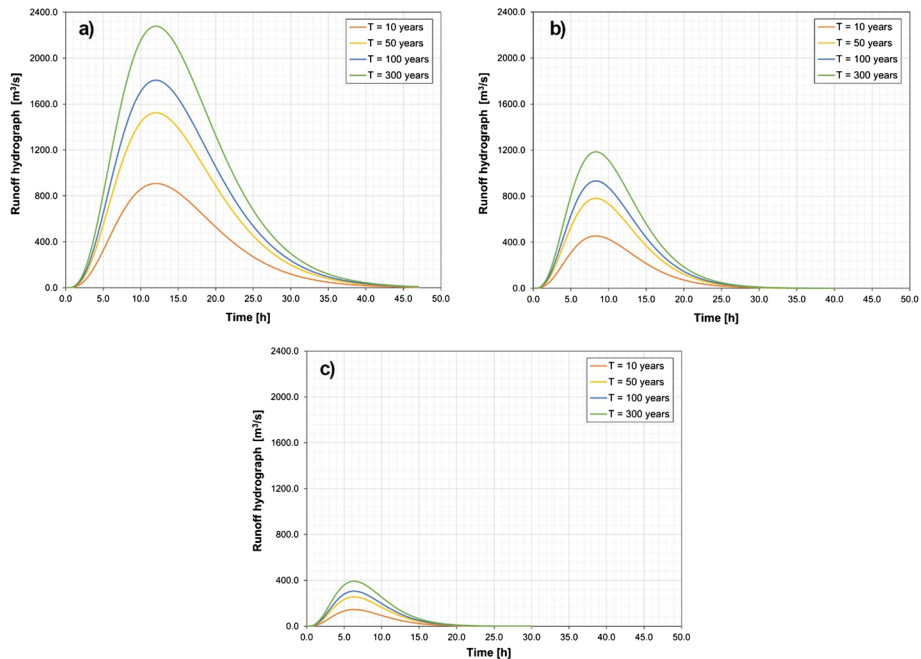 a)
T = 10 years
T = 50 years
T = 100 years
T = 300 years
Runoff hydrograph [m³/s]
2400.0
2000.0
1600.0
1200.0
800.0
400.0
0.0
0.0 5.0 10.0 15.0 20.0 25.0 30.0 35.0 40.0 45.0 50.0
Time [h]
b)
T = 10 years
T = 50 years
T = 100 years
T = 300 years
Runoff hydrograph [m³/s]
2400.0
2000.0
1600.0
1200.0
800.0
400.0
0.0
0.0 5.0 10.0 15.0 20.0 25.0 30.0 35.0 40.0 45.0 50.0
Time [h]
c)
T = 10 years
T = 50 years
T = 100 years
T = 300 years
Runoff hydrograph [m³/s]
2400.0
2000.0
1600.0
1200.0
800.0
400.0
0.0
0.0 5.0 10.0 15.0 20.0 25.0 30.0 35.0 40.0 45.0 50.0
Time [h]